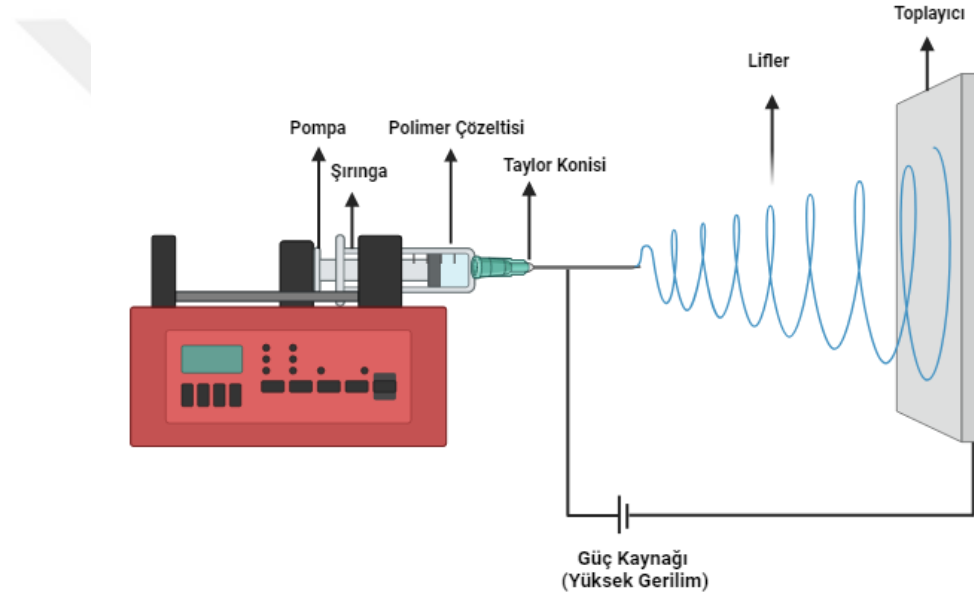 Toplayıcı
Lifler
Pompa
Polimer Çözeltisi
Şırınga
Taylor Konisi
Güç Kaynağı
(Yüksek Gerilim)